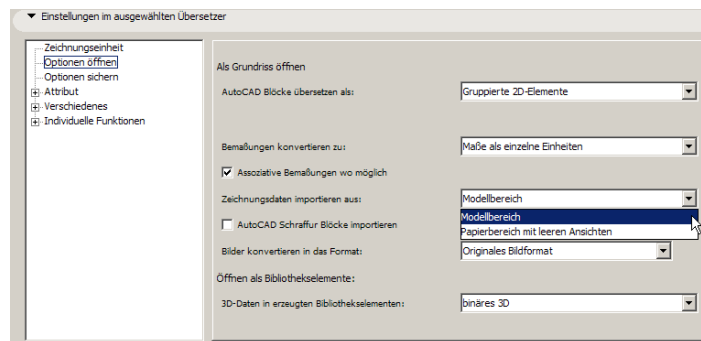 Einstellungen im ausgewählten Übersetzer
Zeichnungseinheit
Optionen öffnen
Optionen sichern
Attribut
Verschiedenes
Individuelle Funktionen
Als Grundriss öffnen
AutoCAD Blöcke übersetzen als: Gruppierte 2D-Elemente
Bemaßungen konvertieren zu: Maße als einzelne Einheiten
Assoziative Bemaßungen wo möglich
Zeichnungsdaten importieren aus: Modellbereich
Modellbereich
AutoCAD Schraffur Blöcke importieren
Papierbereich mit leeren Ansichten
Bilder konvertieren in das Format: Originales Bildformat
Öffnen als Bibliothekselemente:
3D-Daten in erzeugten Bibliothekselementen: binäres 3D